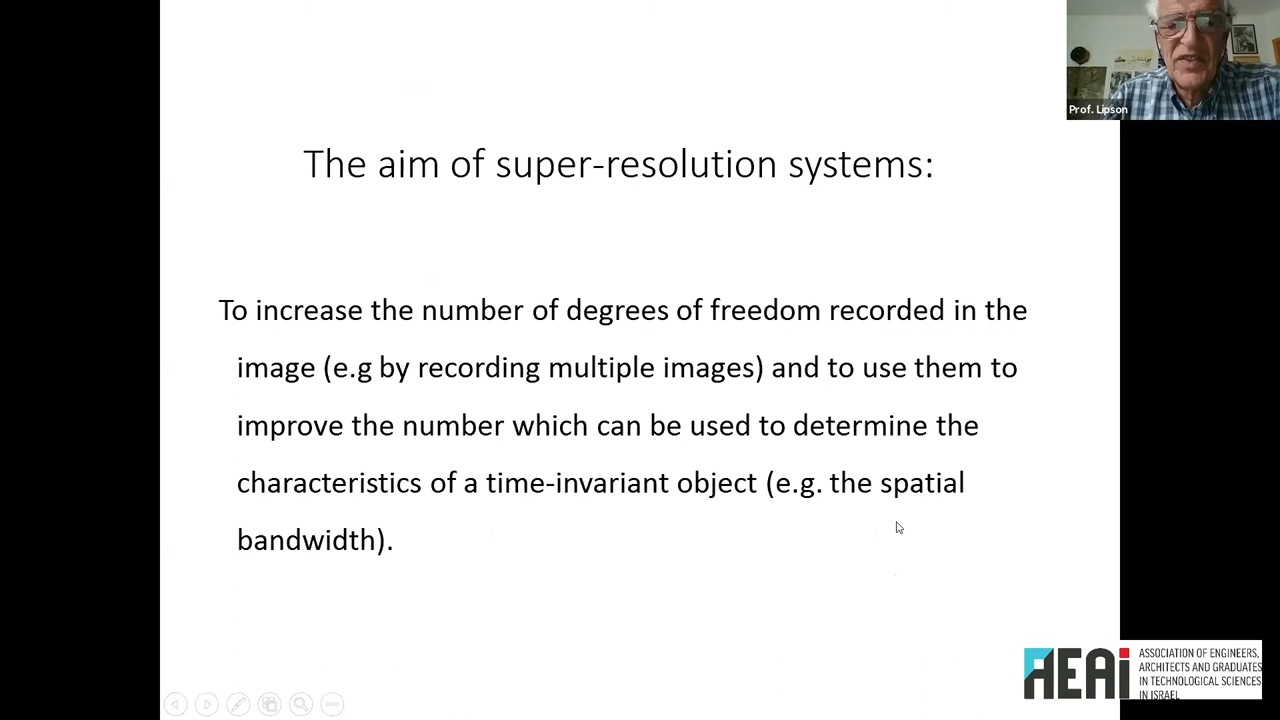 Prof. Lipson
The aim of super-resolution systems:
To increase the number of degrees of freedom recorded in the
image (e.g by recording multiple images) and to use them to
improve the number which can be used to determine the
characteristics of a time-invariant object (e.g. the spatial
bandwidth).
AEAi
ASSOCIATION OF ENGINEERS,
ARCHITECTS AND GRADUATES
IN TECHNOLOGICAL SCIENCES
IN ISRAEL